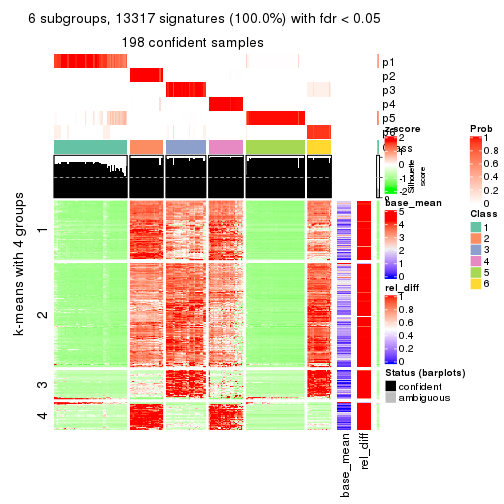 6 subgroups, 13317 signatures (100.0%) with fdr < 0.05
198 confident samples
p1
p2
p3
p4
p5
p6
Class
Silhouette
score
k-means with 4 groups
1
2
3
4
base_mean
rel_diff
z-score
2
1
0
-1
-2
base_mean
5
4
3
2
1
0
rel_diff
1
0.8
0.6
0.4
0.2
0
Status (barplots)
confident
ambiguous
Prob
1
0.8
0.6
0.4
0.2
0
Class
1
2
3
4
5
6